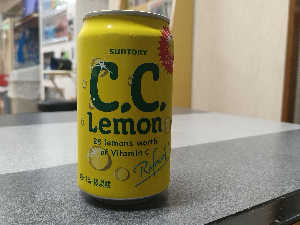 SUNTORY
C.C.
Lemon
25 lemons worth
of Vitamin C
Refresh